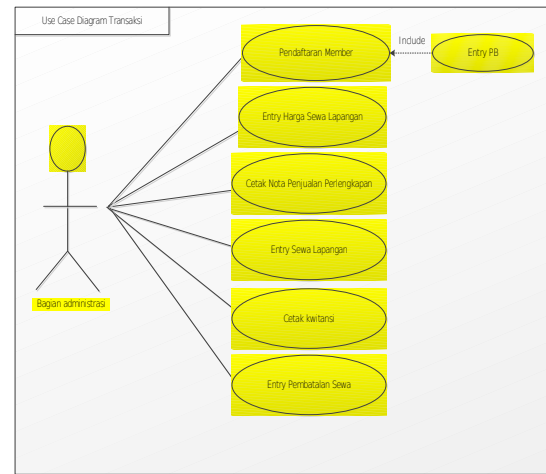 Use Case Diagram Transaksi
Pendaftaran Member
Include
Entry PB
Entry Harga Sewa Lapangan
Cetak Nota Penjualan Perlengkapan
Entry Sewa Lapangan
Bagian administrasi
Cetak kwitansi
Entry Pembatalan Sewa